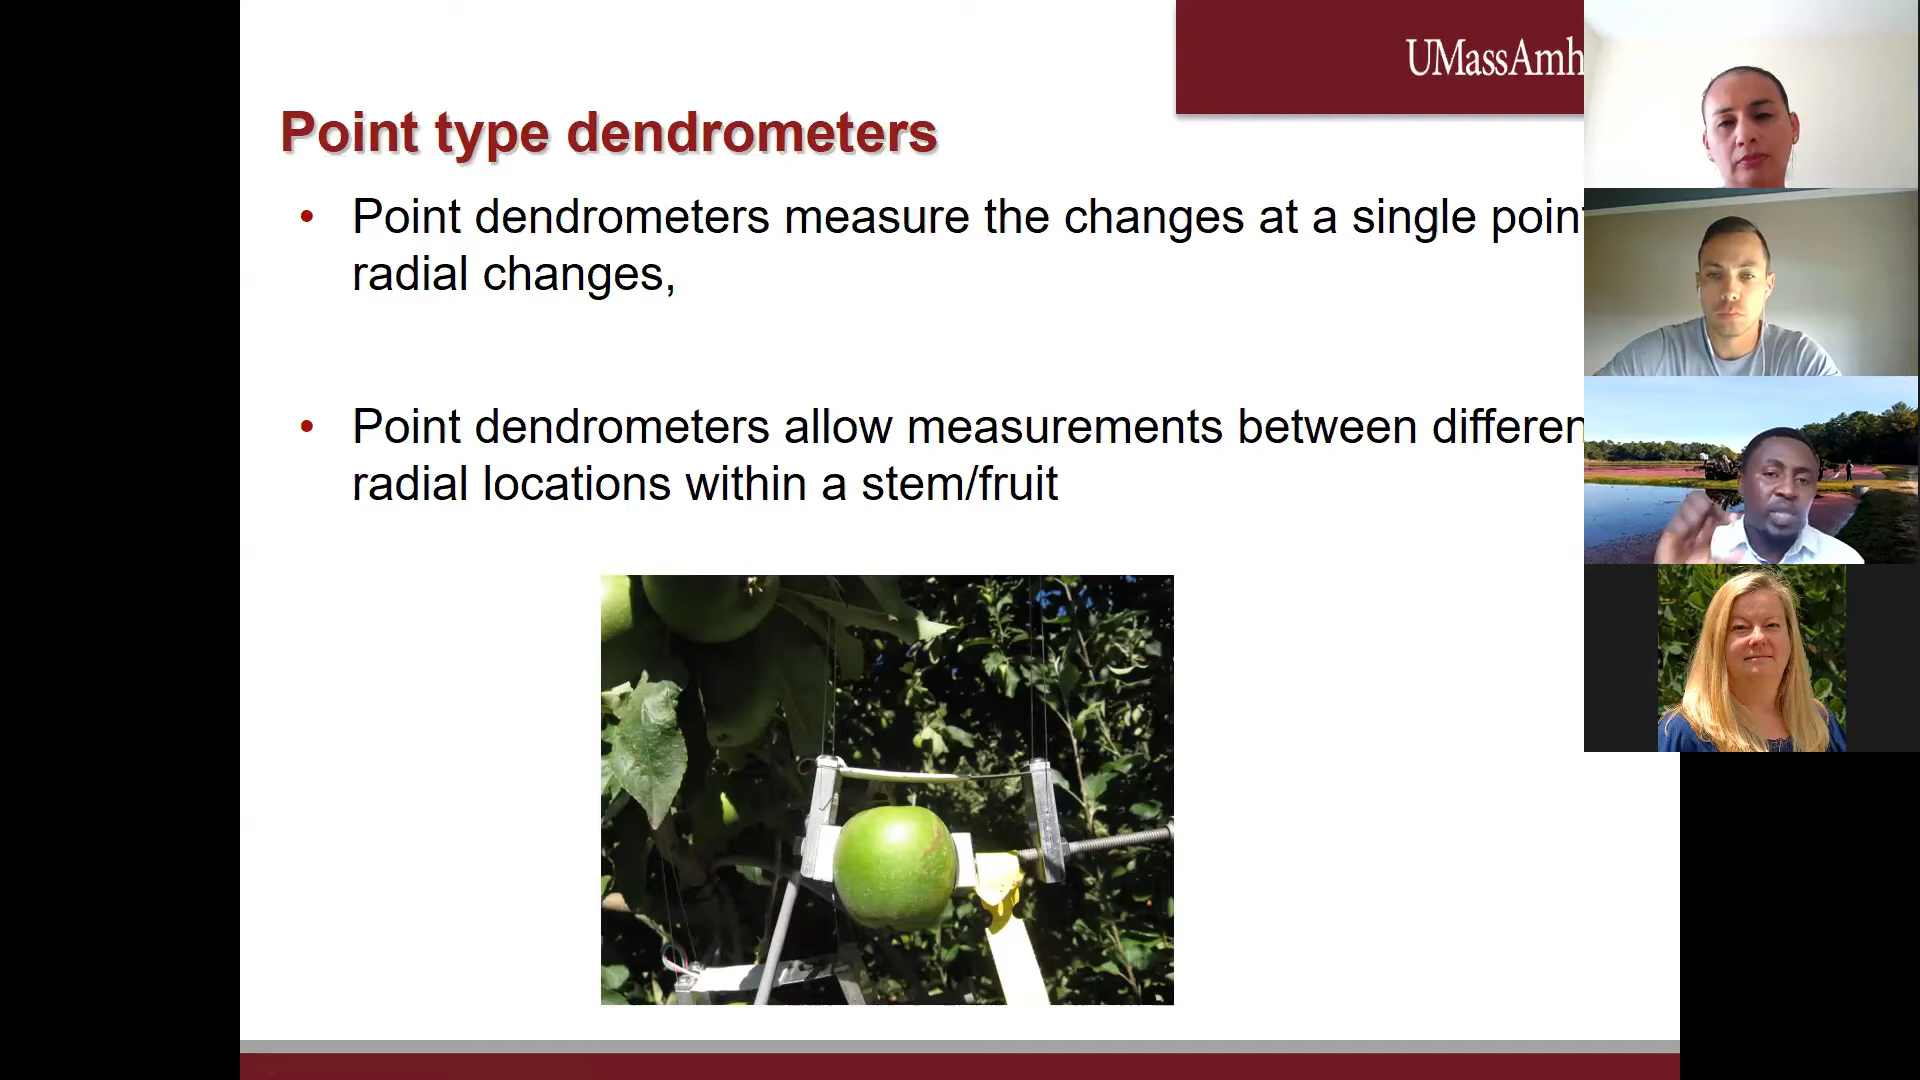 UMassAmh
Point type dendrometers
• Point dendrometers measure the changes at a single poin
radial changes,
• Point dendrometers allow measurements between differen
radial locations within a stem/fruit